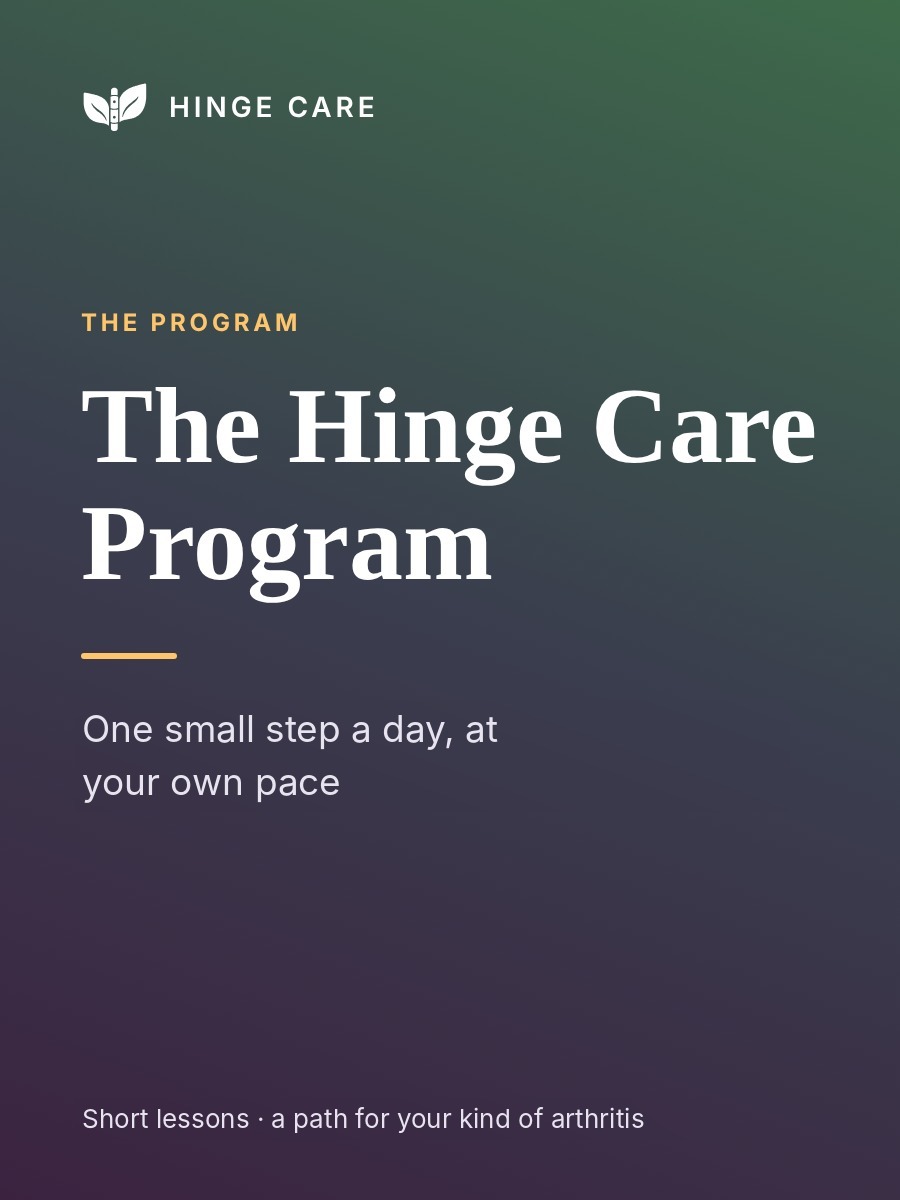 HINGE CARE
THE PROGRAM
The Hinge Care
Program
One small step a day, at
your own pace
Short lessons · a path for your kind of arthritis